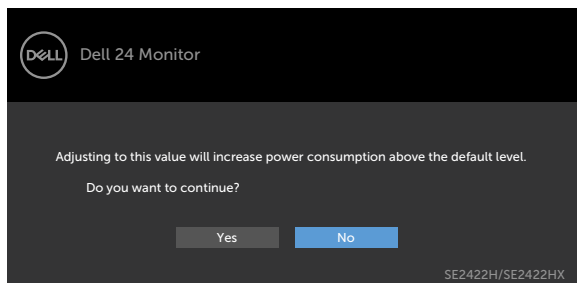 DELL Dell 24 Monitor
Adjusting to this value will increase power consumption above the default level.
Do you want to continue?
Yes No
SE2422H/SE2422HX